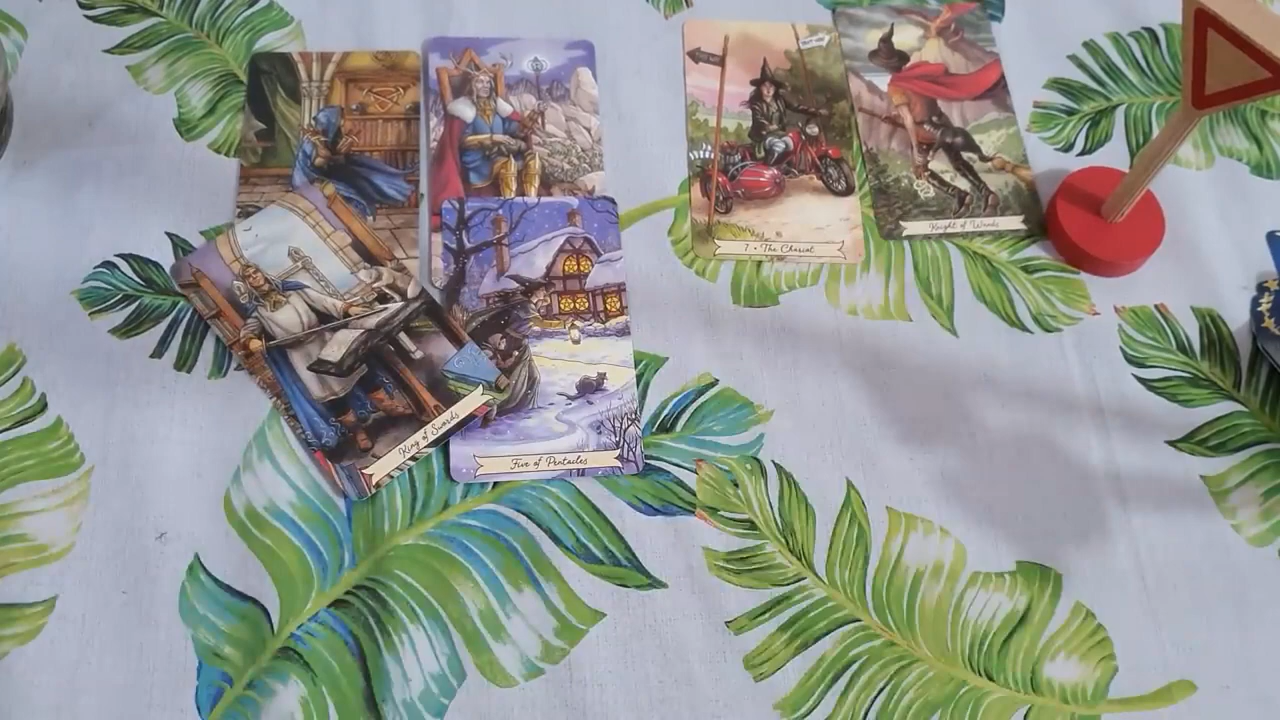 7 • The Chariot
Knight of Wands
King of Swords
Five of Pentacles